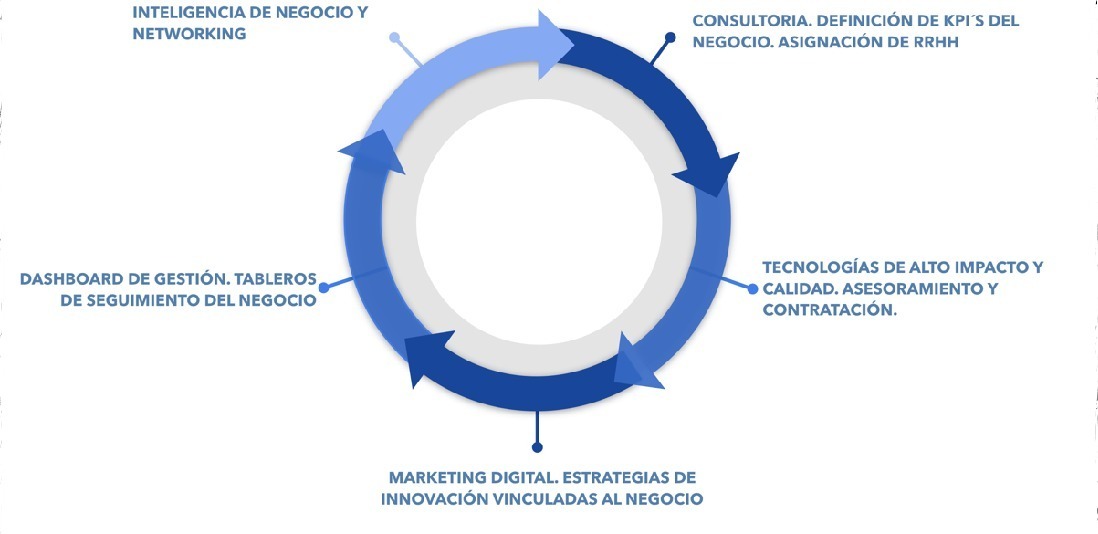 INTELIGENCIA DE NEGOCIO Y
NETWORKING
CONSULTORIA. DEFINICIÓN DE KPI´S DEL
NEGOCIO. ASIGNACIÓN DE RRHH
TECNOLOGÍAS DE ALTO IMPACTO Y
CALIDAD. ASESORAMIENTO Y
CONTRATACIÓN.
DASHBOARD DE GESTIÓN. TABLEROS
DE SEGUIMIENTO DEL NEGOCIO
MARKETING DIGITAL. ESTRATEGIAS DE
INNOVACIÓN VINCULADAS AL NEGOCIO